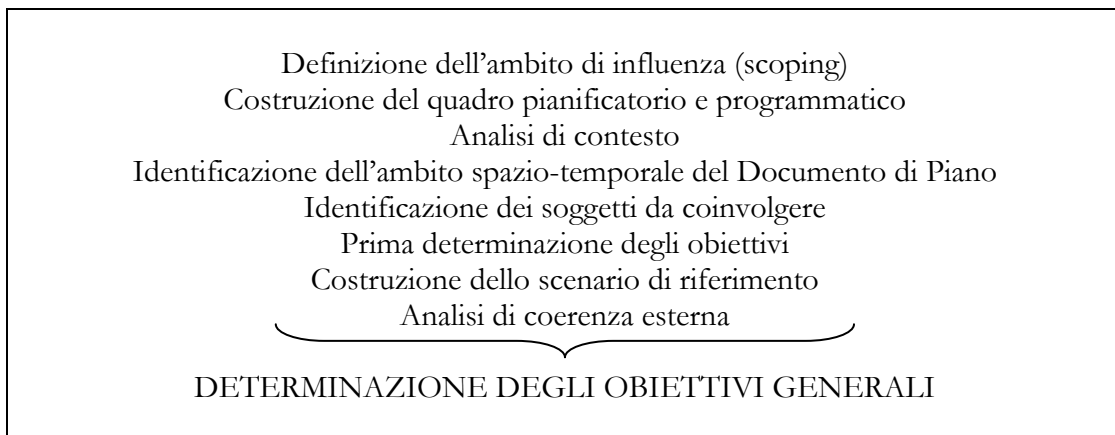 Definizione dell’ambito di influenza (scoping)
Costruzione del quadro pianificatorio e programmatico
Analisi di contesto
Identificazione dell’ambito spazio-temporale del Documento di Piano
Identificazione dei soggetti da coinvolgere
Prima determinazione degli obiettivi
Costruzione dello scenario di riferimento
Analisi di coerenza esterna
DETERMINAZIONE DEGLI OBIETTIVI GENERALI